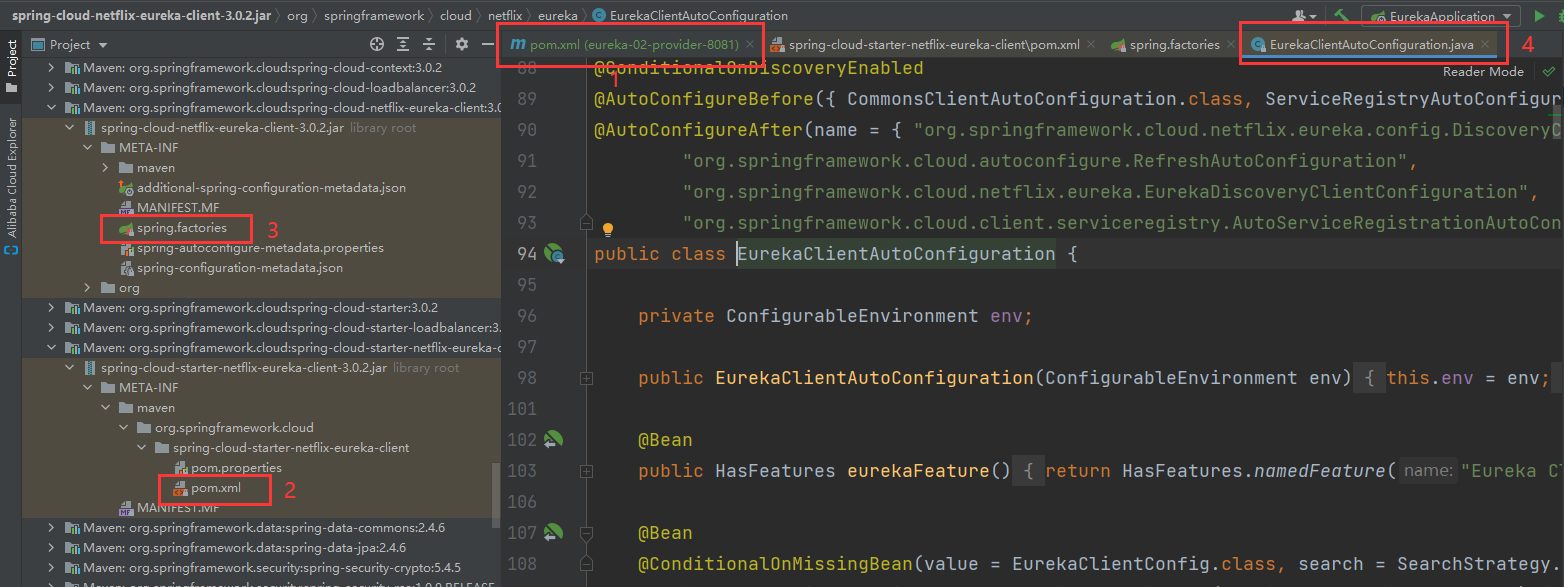 spring-cloud-netflix-eureka-client-3.0.2.jar org springframework cloud netflix eureka EurekaClientAutoConfiguration EurekaApplication
Project
Alibaba Cloud Explorer
Project
pom.xml (eureka-02-provider-8081) spring-cloud-starter-netflix-eureka-client\pom.xml spring.factories EurekaClientAutoConfiguration.java 4
1
Reader Mode
Maven: org.springframework.cloud:spring-cloud-context:3.0.2
Maven: org.springframework.cloud:spring-cloud-loadbalancer:3.0.2
Maven: org.springframework.cloud:spring-cloud-netflix-eureka-client:3.0
spring-cloud-netflix-eureka-client-3.0.2.jar library root
META-INF
maven
additional-spring-configuration-metadata.json
MANIFEST.MF
spring.factories 3
spring-autoconfigure-metadata.properties
spring-configuration-metadata.json
org
Maven: org.springframework.cloud:spring-cloud-starter:3.0.2
Maven: org.springframework.cloud:spring-cloud-starter-loadbalancer:3.
Maven: org.springframework.cloud:spring-cloud-starter-netflix-eureka-c
spring-cloud-starter-netflix-eureka-client-3.0.2.jar library root
META-INF
maven
org.springframework.cloud
spring-cloud-starter-netflix-eureka-client
pom.properties
pom.xml 2
MANIFEST.MF
Maven: org.springframework.data:spring-data-commons:2.4.6
Maven: org.springframework.data:spring-data-jpa:2.4.6
Maven: org.springframework.security:spring-security-crypto:5.4.5
88 @ConditionalOnDiscoveryEnabled
89 @AutoConfigureBefore({ CommonsClientAutoConfiguration.class, ServiceRegistryAutoConfigur
90 @AutoConfigureAfter(name = { "org.springframework.cloud.netflix.eureka.config.DiscoveryC
91 "org.springframework.cloud.autoconfigure.RefreshAutoConfiguration",
92 "org.springframework.cloud.netflix.eureka.EurekaDiscoveryClientConfiguration",
93 "org.springframework.cloud.client.serviceregistry.AutoServiceRegistrationAutoCon
94 public class EurekaClientAutoConfiguration {
95
96 private ConfigurableEnvironment env;
97
98 public EurekaClientAutoConfiguration(ConfigurableEnvironment env) { this.env = env;
101
102 @Bean
103 public HasFeatures eurekaFeature() { return HasFeatures.namedFeature( name: "Eureka C
106
107 @Bean
108 @ConditionalOnMissingBean(value = EurekaClientConfig.class, search = SearchStrategy.